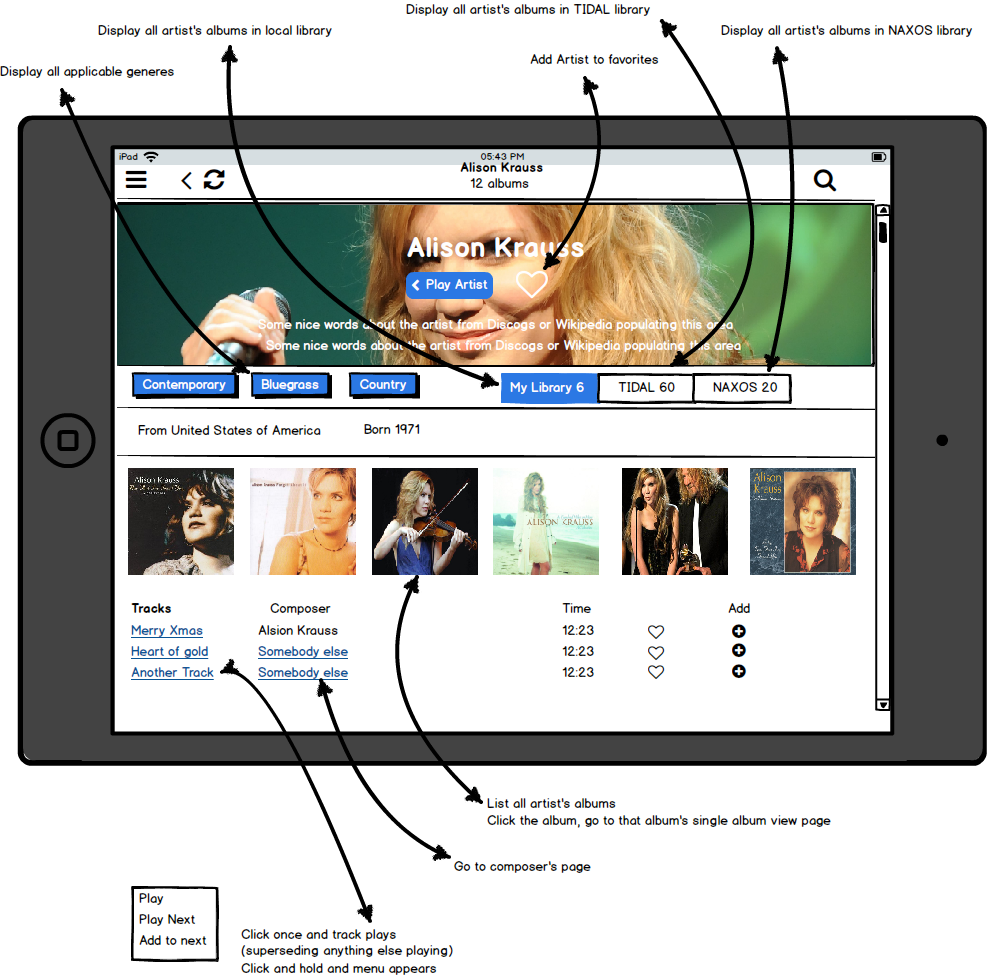 Display all artist's albums in TIDAL library
Display all artist's albums in local library
Display all artist's albums in NAXOS library
Add Artist to favorites
Display all applicable generes
iPad
05:43 PM
Alison Krauss
12 albums
Alison Krauss
Play Artist
Some nice words about the artist from Discogs or Wikipedia populating this area
Some nice words about the artist from Discogs or Wikipedia populating this area
Contemporary
Bluegrass
Country
My Library 6
TIDAL 60
NAXOS 20
From United States of America
Born 1971
Alison Krauss
ALISON KRAUSS
Alison
Krauss
Tracks
Composer
Time
Add
Merry Xmas
Alsion Krauss
12:23
Heart of gold
Somebody else
12:23
Another Track
Somebody else
12:23
List all artist's albums
Click the album, go to that album's single album view page
Go to composer's page
Play
Play Next
Add to next
Click once and track plays
(superseding anything else playing)
Click and hold and menu appears